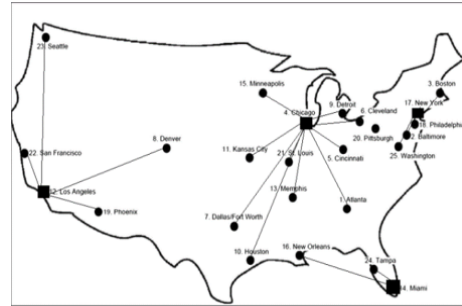 23. Seattle
3. Boston
15. Minneapolis
9. Detroit
17. New York
4. Chicago
6. Cleveland
18. Philadelphia
8. Denver
20. Pittsburgh
2. Baltimore
22. San Francisco
11. Kansas City
21. St. Louis
5. Cincinnati
25. Washington
12. Los Angeles
13. Memphis
1. Atlanta
19. Phoenix
7. Dallas/Fort Worth
16. New Orleans
10. Houston
24. Tampa
14. Miami